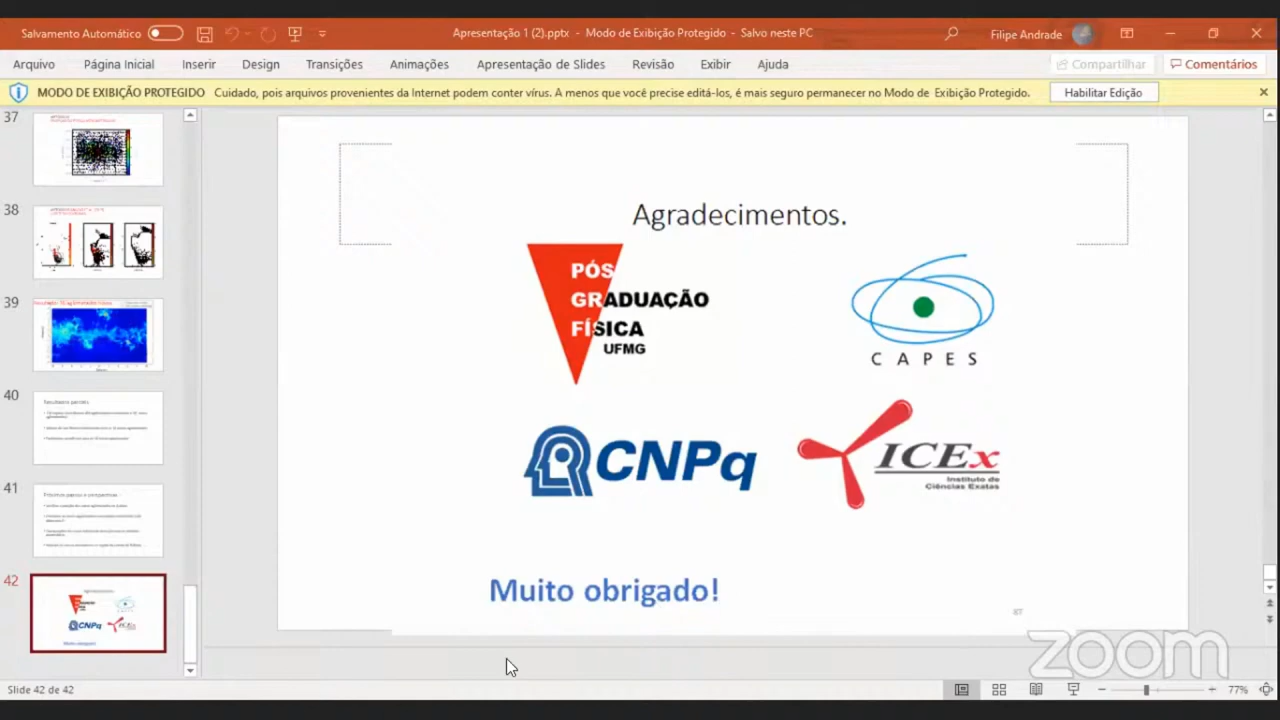 Salvamento Automático
Apresentação 1 (2).pptx - Modo de Exibição Protegido - Salvo neste PC
Filipe Andrade
Arquivo
Página Inicial
Inserir
Design
Transições
Animações
Apresentação de Slides
Revisão
Exibir
Ajuda
Compartilhar
Comentários
MODO DE EXIBIÇÃO PROTEGIDO
Cuidado, pois arquivos provenientes da Internet podem conter vírus. A menos que você precise editá-los, é mais seguro permanecer no Modo de Exibição Protegido.
Habilitar Edição
37
38
39
40
Resultados parciais
41
42
Agradecimentos.
PÓS
GRADUAÇÃO
FÍSICA
UFMG
CAPES
CNPq
ICEx
Instituto de
Ciências Exatas
Muito obrigado!
87
zoom
Slide 42 de 42
77%